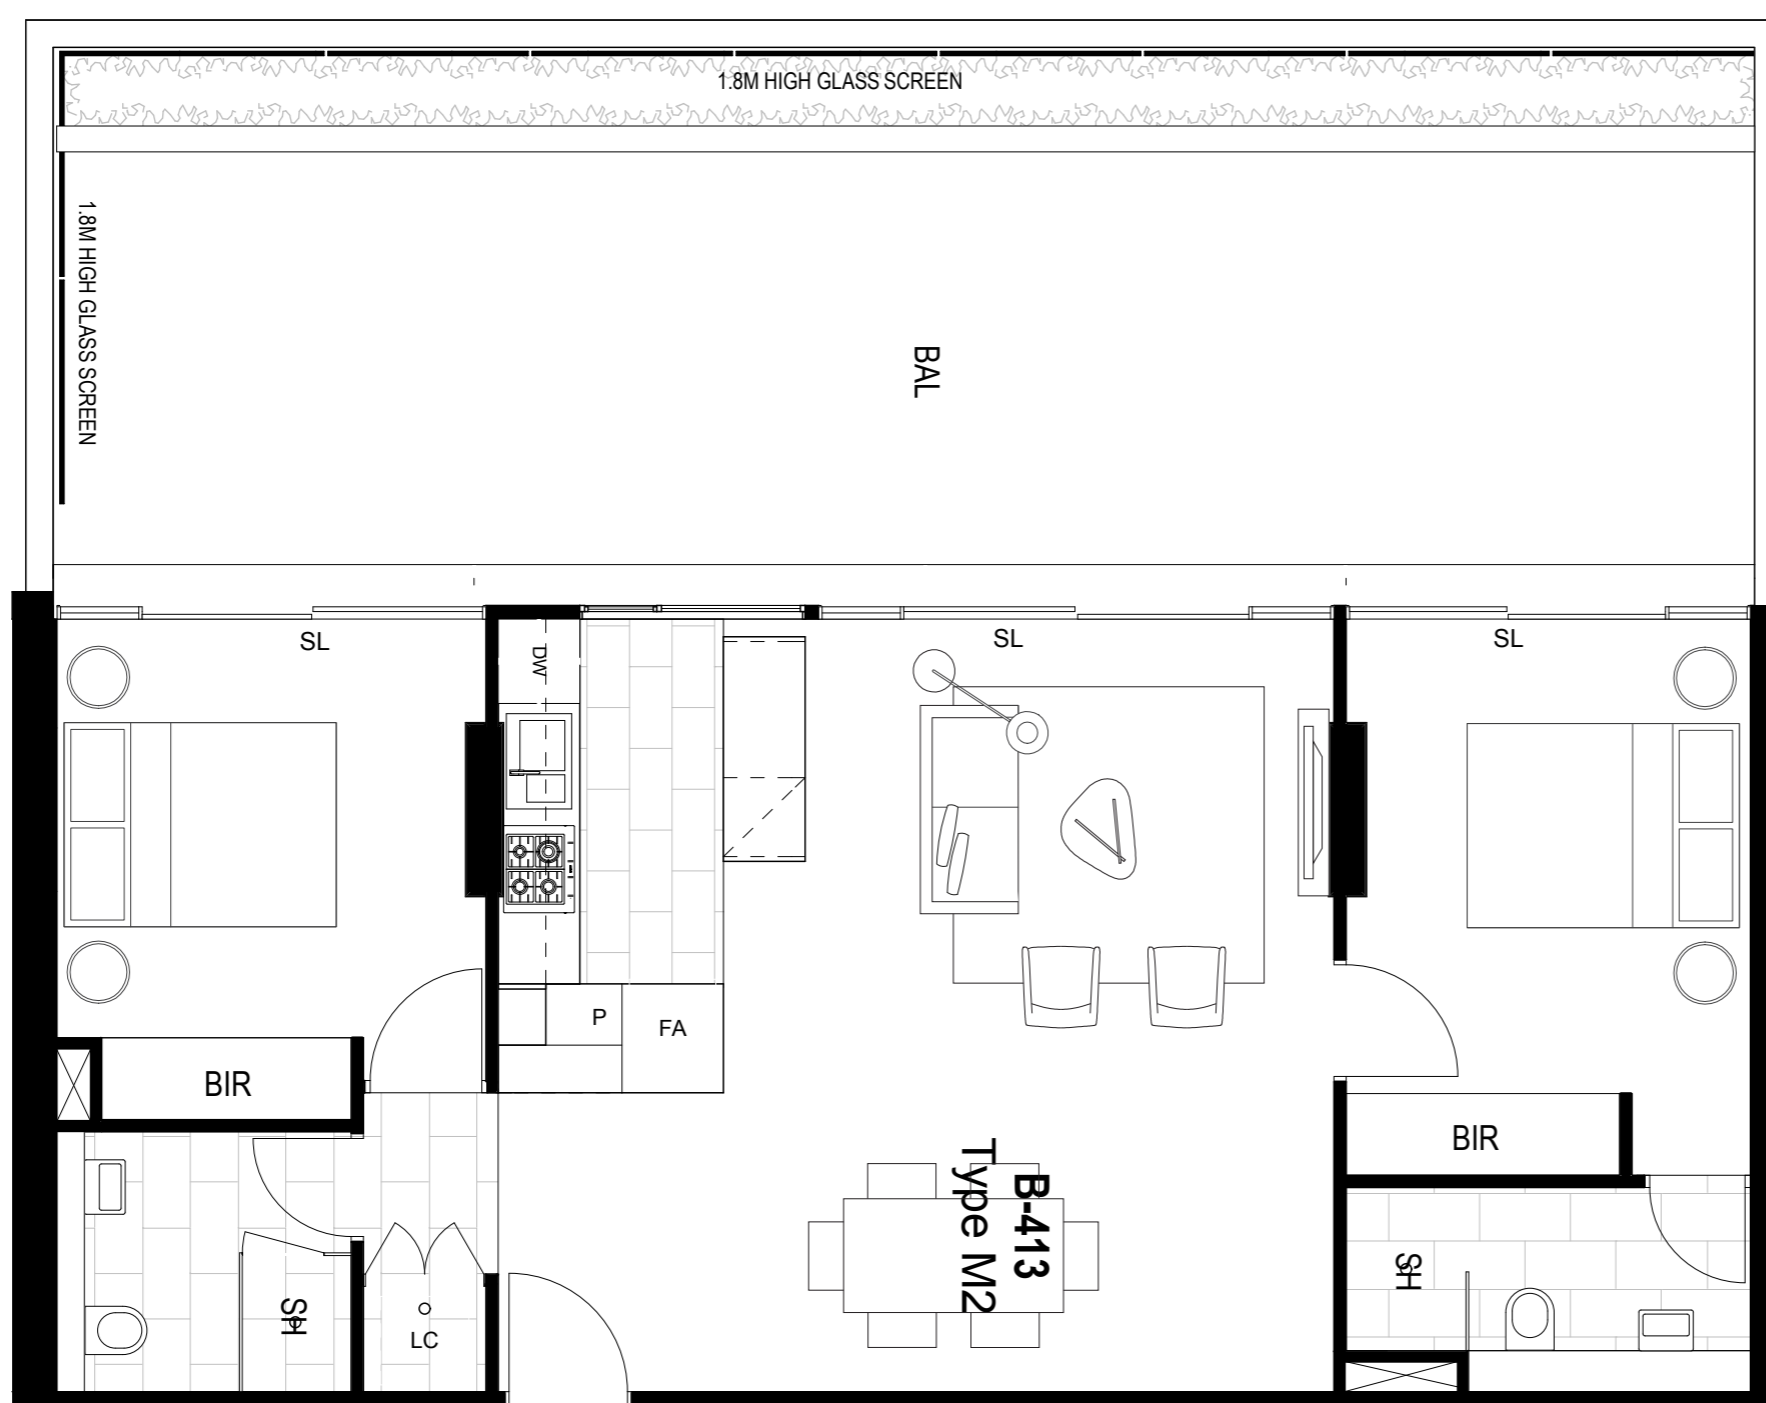 1.8M HIGH GLASS SCREEN
1.8M HIGH GLASS SCREEN
BAL
SL
SL
SL
DW
P
FA
BIR
BIR
B-413
Type M2
SH
SH
LC